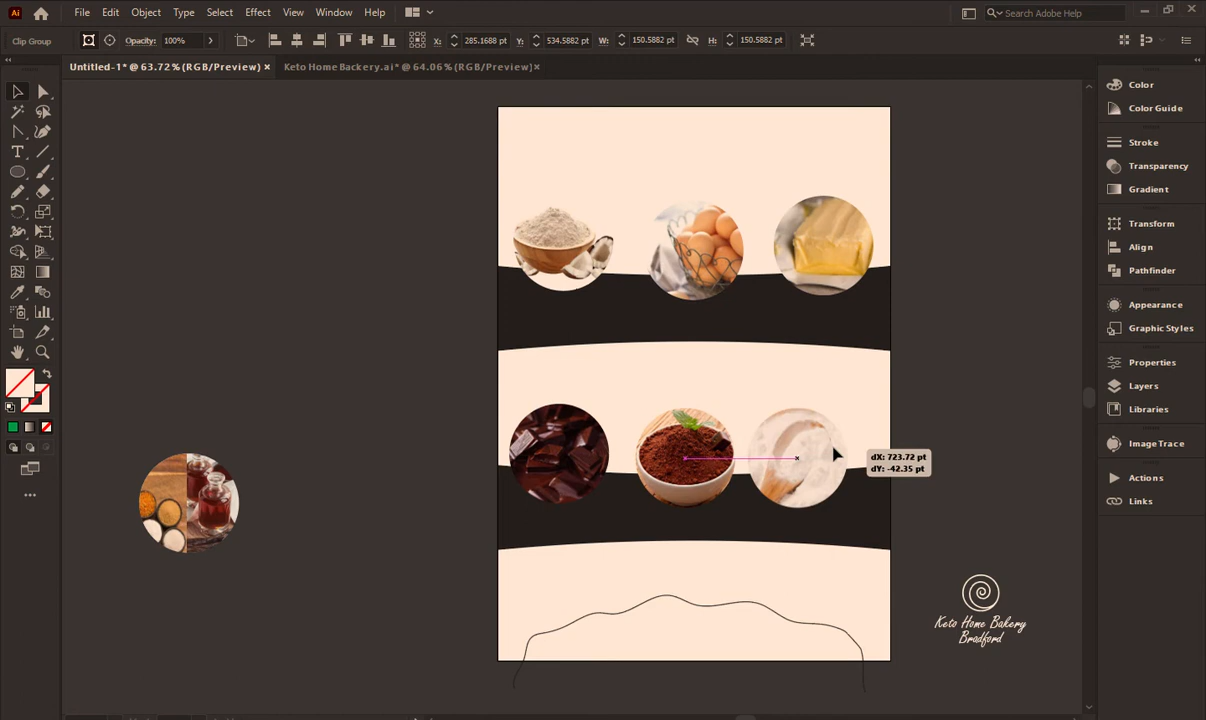 Ai File Edit Object Type Select Effect View Window Help Search Adobe Help
Clip Group Opacity: 100% X: 285.1688 pt Y: 534.5882 pt W: 150.5882 pt H: 150.5882 pt
Untitled-1* @ 63.72% (RGB/Preview) × Keto Home Backery.ai* @ 64.06% (RGB/Preview) ×
Color
Color Guide
Stroke
Transparency
Gradient
Transform
Align
Pathfinder
Appearance
Graphic Styles
Properties
Layers
Libraries
Image Trace
Actions
Links
dX: 723.72 pt
dY: -42.35 pt
Keto Home Bakery
Bradford